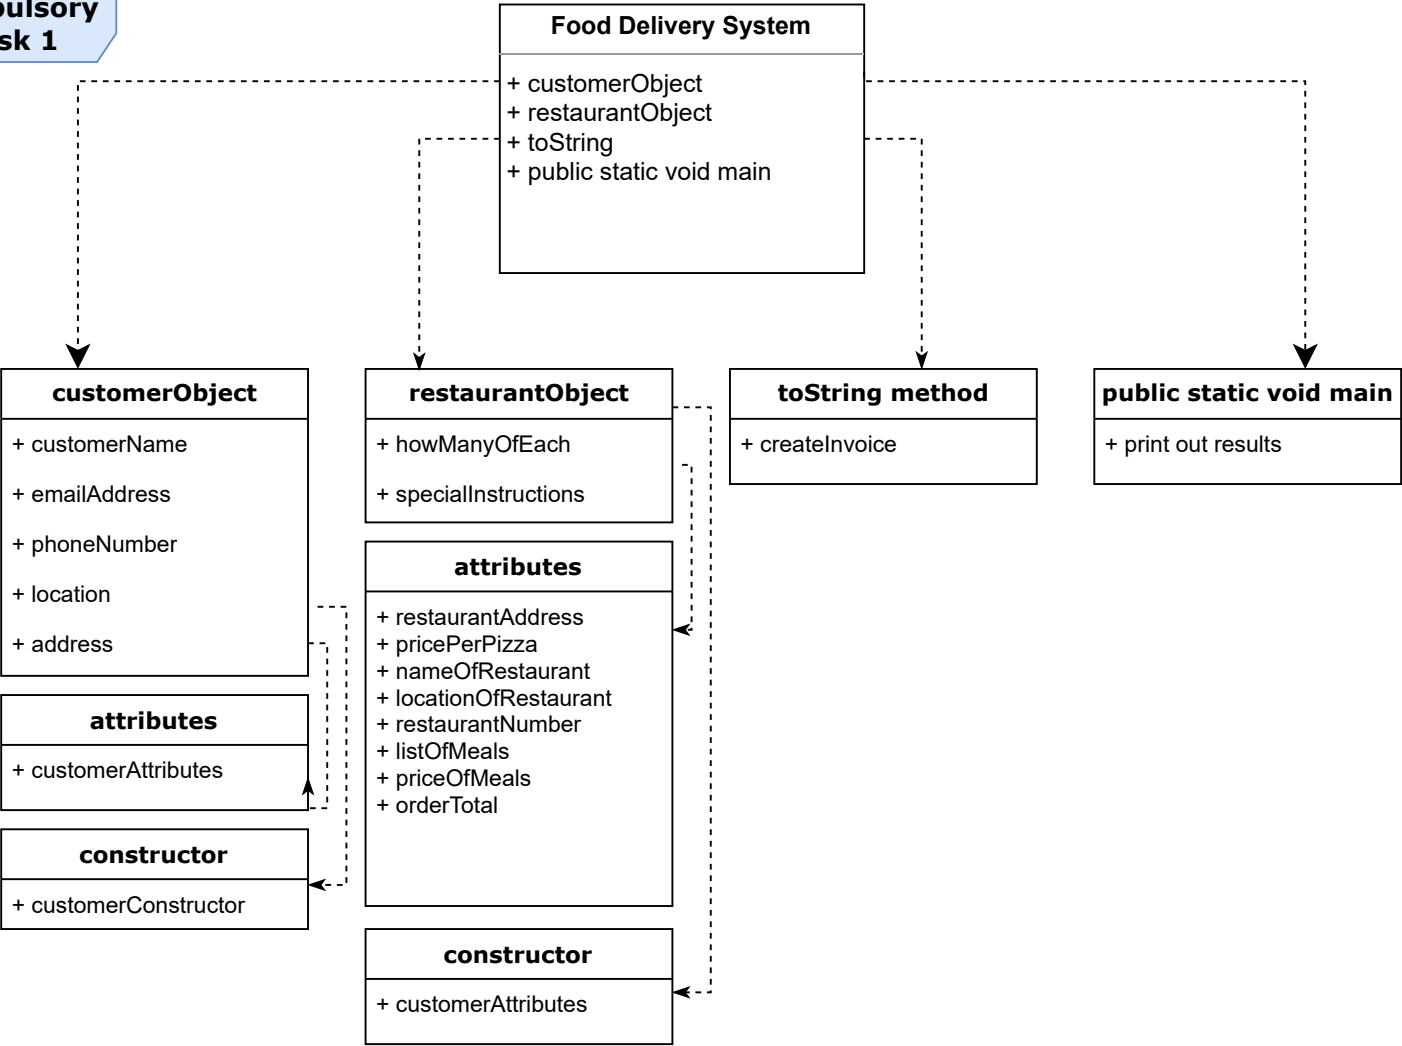 pulsory
sk 1
Food Delivery System
+ customerObject
+ restaurantObject
+ toString
+ public static void main
customerObject
+ customerName
+ emailAddress
+ phoneNumber
+ location
+ address
attributes
+ customerAttributes
constructor
+ customerConstructor
restaurantObject
+ howManyOfEach
+ specialInstructions
attributes
+ restaurantAddress
+ pricePerPizza
+ nameOfRestaurant
+ locationOfRestaurant
+ restaurantNumber
+ listOfMeals
+ priceOfMeals
+ orderTotal
constructor
+ customerAttributes
toString method
+ createInvoice
public static void main
+ print out results